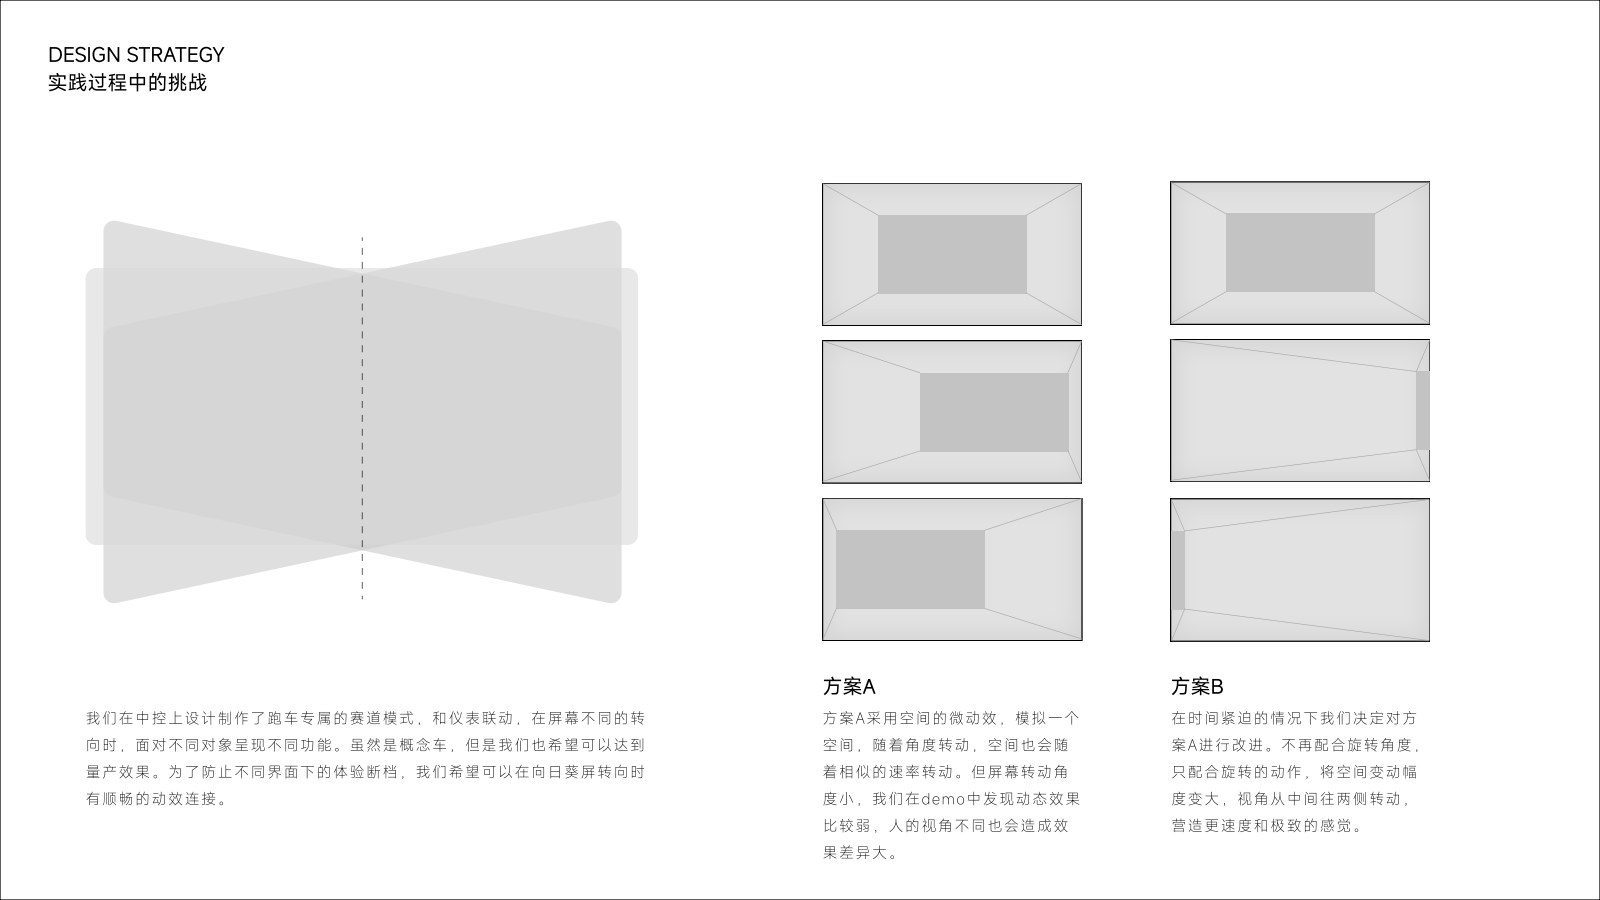 DESIGN STRATEGY
实践过程中的挑战
我们在中控上设计制作了跑车专属的赛道模式，和仪表联动，在屏幕不同的转
向时，面对不同对象呈现不同功能。虽然是概念车，但是我们也希望可以达到
量产效果。为了防止不同界面下的体验断档，我们希望可以在向日葵屏转向时
有顺畅的动效连接。
方案A
方案A采用空间的微动效，模拟一个
空间，随着角度转动，空间也会随
着相似的速率转动。但屏幕转动角
度小，我们在demo中发现动态效果
比较弱，人的视角不同也会造成效
果差异大。
方案B
在时间紧迫的情况下我们决定对方
案A进行改进。不再配合旋转角度，
只配合旋转的动作，将空间变动幅
度变大，视角从中间往两侧转动，
营造更速度和极致的感觉。